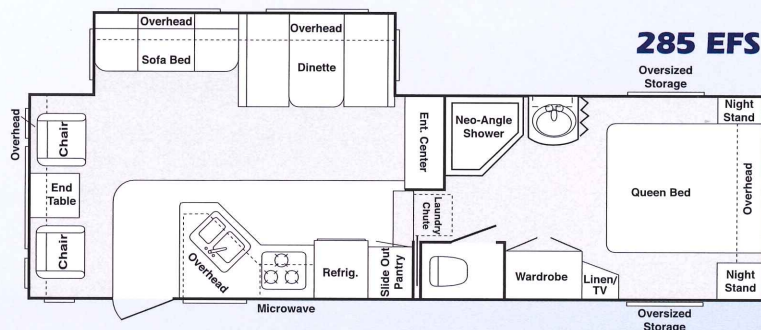 285 EFS
Overhead
Sofa Bed
Overhead
Dinette
Oversized
Storage
Night
Stand
Overhead
Chair
End
Table
Chair
Ent. Center
Neo-Angle
Shower
Queen Bed
Overhead
Laundry
Chute
Overhead
Refrig.
Slide Out
Pantry
Wardrobe
Linen/
TV
Night
Stand
Microwave
Oversized
Storage